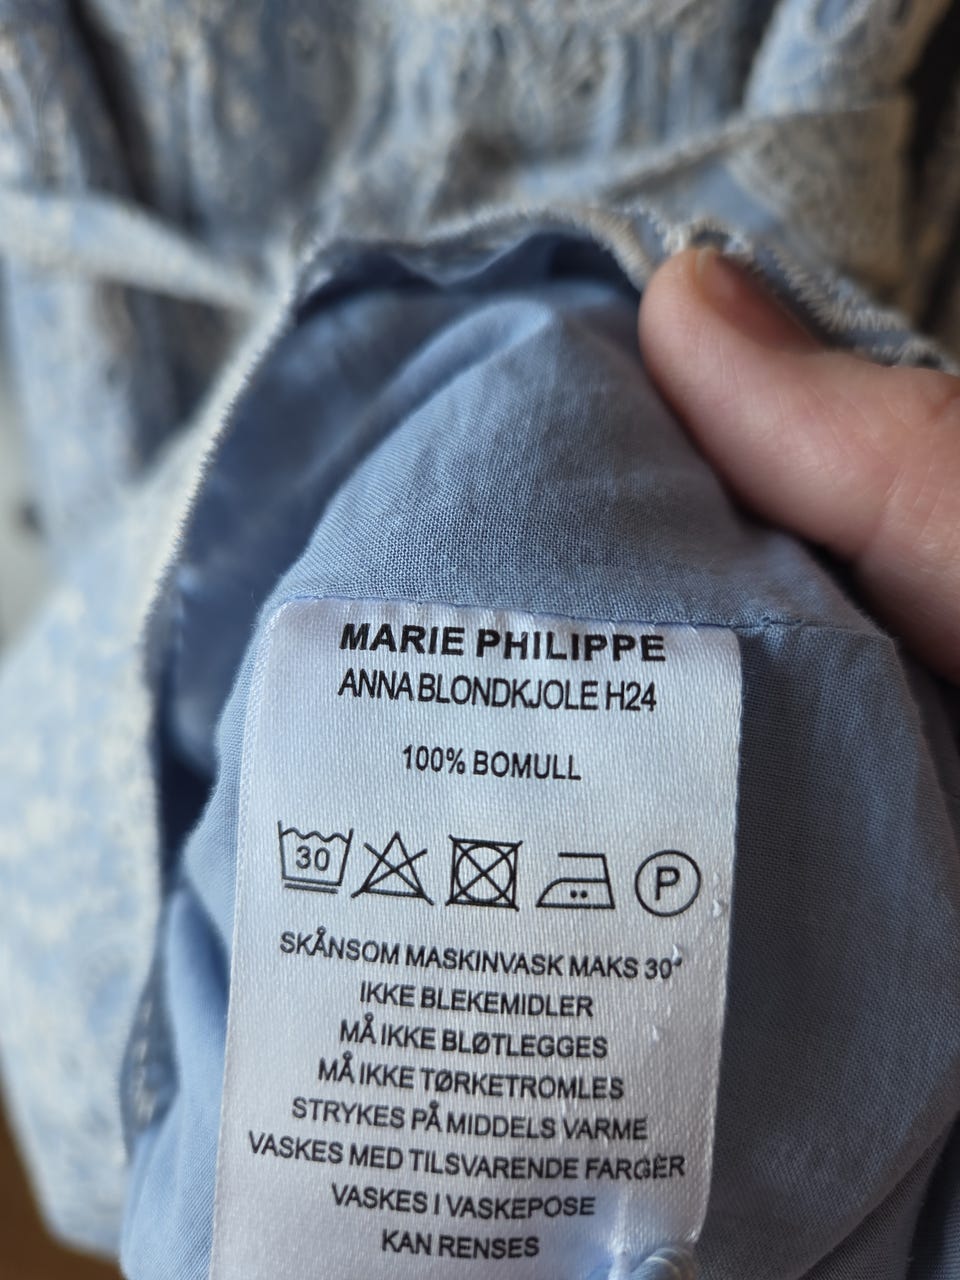 MARIE PHILIPPE
ANNA BLONDKJOLE H24
100% BOMULL
30 P
SKÅNSOM MASKINVASK MAKS 30°
IKKE BLEKEMIDLER
MÅ IKKE BLØTLEGGES
MÅ IKKE TØRKETROMLES
STRYKES PÅ MIDDELS VARME
VASKES MED TILSVARENDE FARGER
VASKES I VASKEPOSE
KAN RENSES